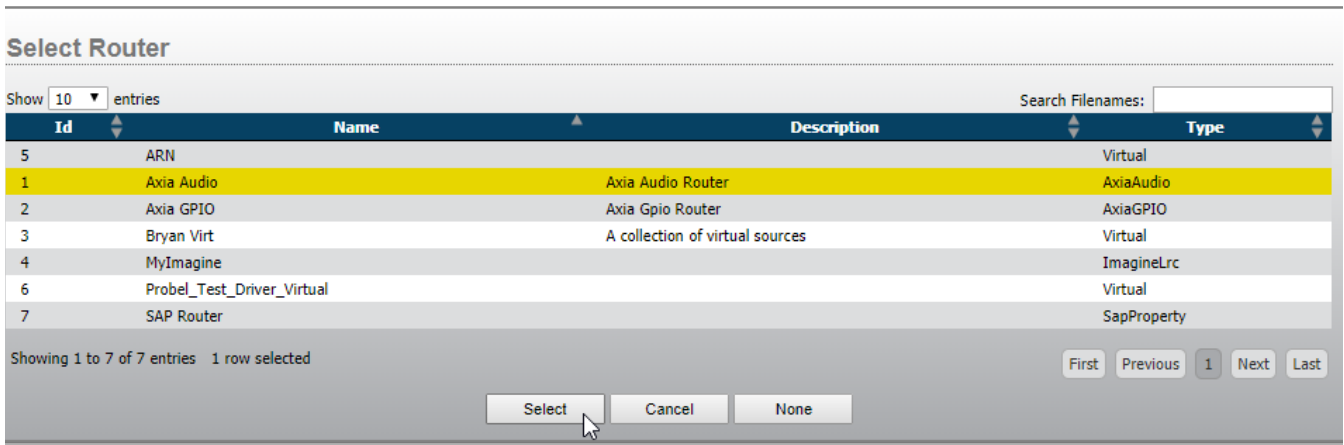 Select Router
Show 10 entries Search Filenames:
Id Name Description Type
5 ARN Virtual
1 Axia Audio Axia Audio Router AxiaAudio
2 Axia GPIO Axia Gpio Router AxiaGPIO
3 Bryan Virt A collection of virtual sources Virtual
4 MyImagine ImagineLrc
6 Probel_Test_Driver_Virtual Virtual
7 SAP Router SapProperty
Showing 1 to 7 of 7 entries 1 row selected First Previous 1 Next Last
Select Cancel None